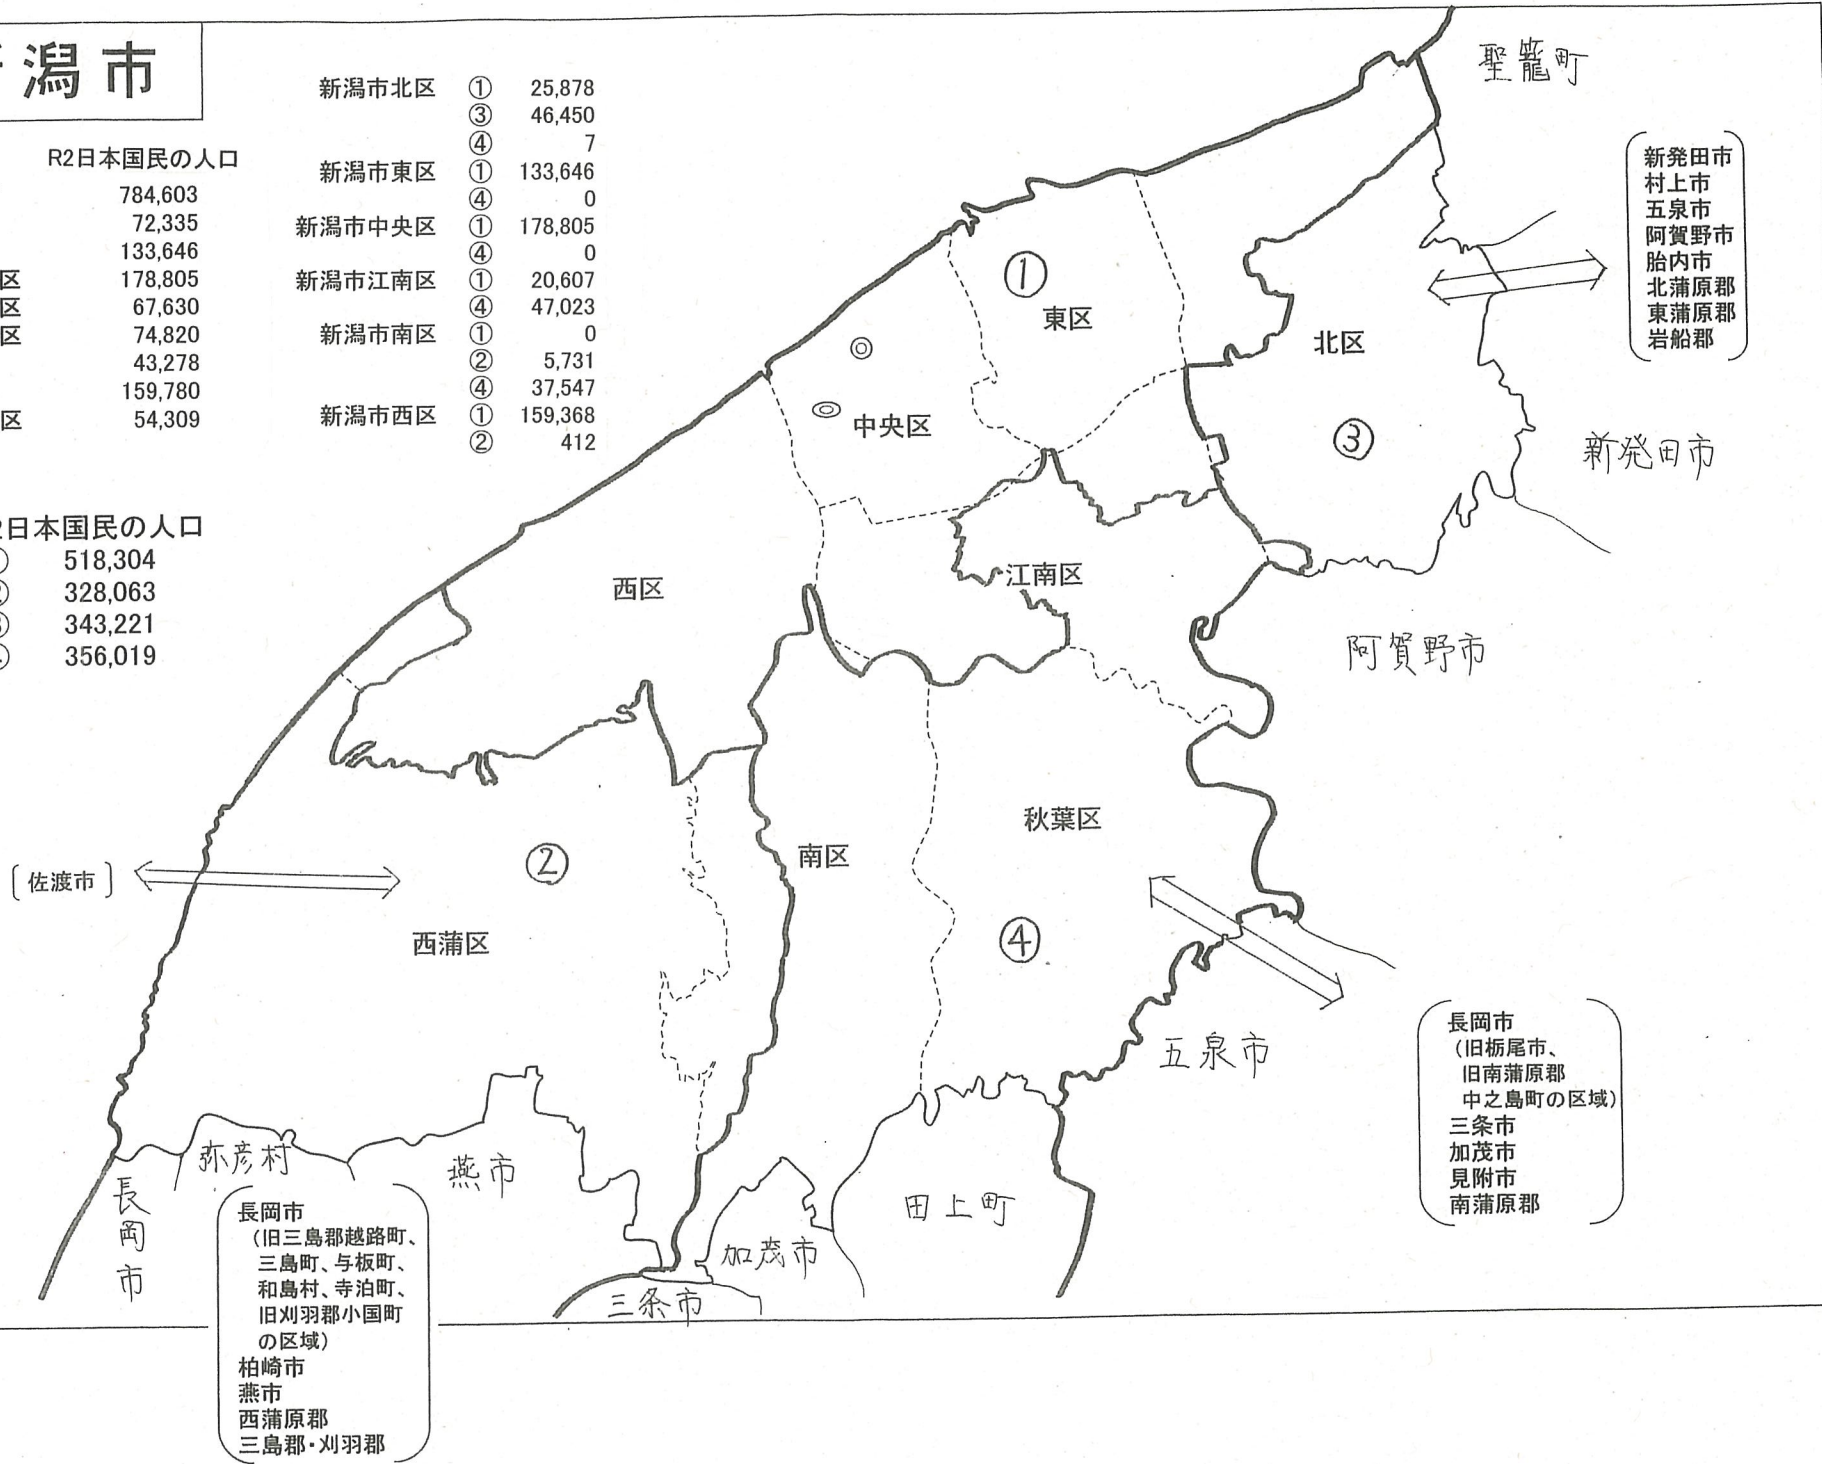 潟市
R2日本国民の人口
784,603
72,335
133,646
区 178,805
区 67,630
区 74,820
43,278
159,780
区 54,309
日本国民の人口
518,304
328,063
343,221
356,019
新潟市北区 ① 25,878
③ 46,450
④ 7
新潟市東区 ① 133,646
④ 0
新潟市中央区 ① 178,805
④ 0
新潟市江南区 ① 20,607
④ 47,023
新潟市南区 ① 0
② 5,731
④ 37,547
新潟市西区 ① 159,368
② 412
聖籠町
新発田市
村上市
五泉市
阿賀野市
胎内市
北蒲原郡
東蒲原郡
岩船郡
①
東区
北区
③
中央区
新発田市
西区
江南区
阿賀野市
秋葉区
②
南区
[佐渡市]
西蒲区
④
五泉市
長岡市
(旧栃尾市、
旧南蒲原郡
中之島町の区域)
三条市
加茂市
見附市
南蒲原郡
弥彦村
燕市
長岡市
田上町
加茂市
三条市
長岡市
(旧三島郡越路町、
三島町、与板町、
和島村、寺泊町、
旧刈羽郡小国町
の区域)
柏崎市
燕市
西蒲原郡
三島郡・刈羽郡